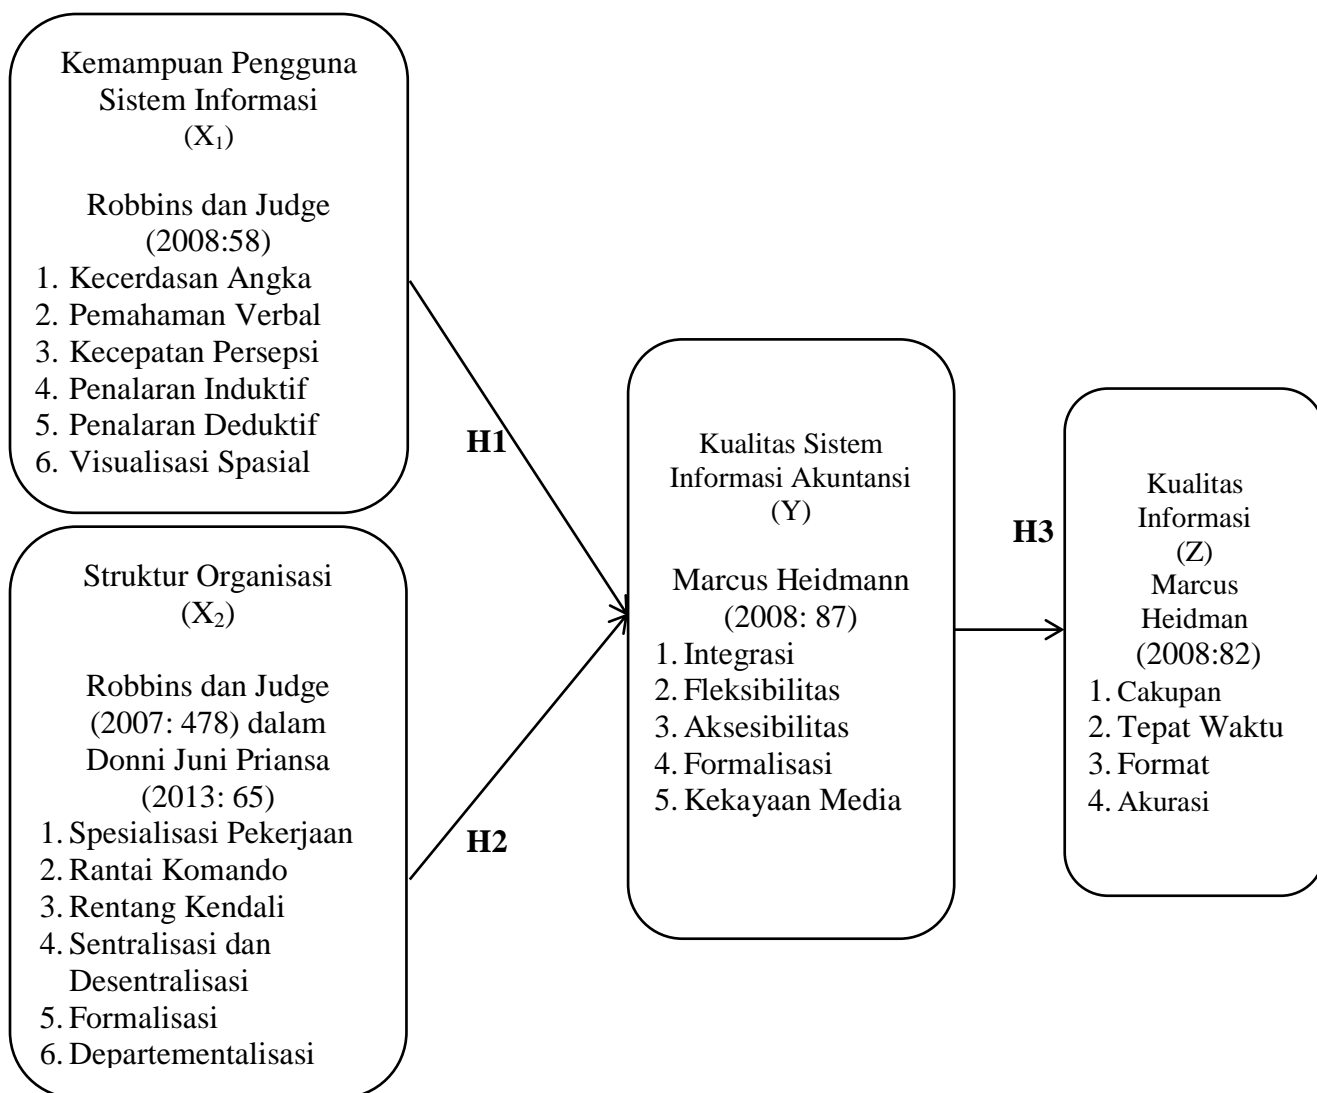 Kemampuan Pengguna
Sistem Informasi
(X₁)
Robbins dan Judge
(2008:58)
1. Kecerdasan Angka
2. Pemahaman Verbal
3. Kecepatan Persepsi
4. Penalaran Induktif
5. Penalaran Deduktif
6. Visualisasi Spasial
Struktur Organisasi
(X₂)
Robbins dan Judge
(2007: 478) dalam
Donni Juni Priansa
(2013: 65)
1. Spesialisasi Pekerjaan
2. Rantai Komando
3. Rentang Kendali
4. Sentralisasi dan
Desentralisasi
5. Formalisasi
6. Departementalisasi
H1
H2
Kualitas Sistem
Informasi Akuntansi
(Y)
Marcus Heidmann
(2008: 87)
1. Integrasi
2. Fleksibilitas
3. Aksesibilitas
4. Formalisasi
5. Kekayaan Media
H3
Kualitas
Informasi
(Z)
Marcus
Heidman
(2008:82)
1. Cakupan
2. Tepat Waktu
3. Format
4. Akurasi